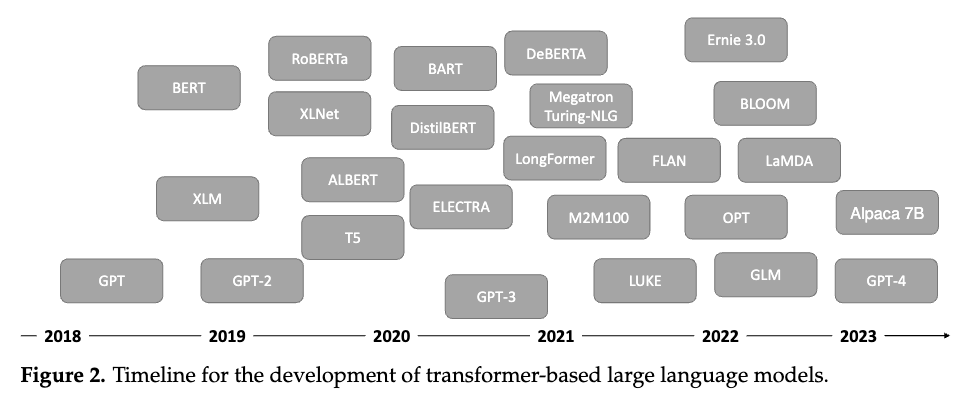 Ernie 3.0
RoBERTa
BART
DeBERTA
BERT
XLNet
Megatron
Turing-NLG
BLOOM
DistilBERT
LongFormer
FLAN
LaMDA
ALBERT
XLM
ELECTRA
M2M100
OPT
Alpaca 7B
T5
GPT
GPT-2
GPT-3
LUKE
GLM
GPT-4
2018 2019 2020 2021 2022 2023
Figure 2. Timeline for the development of transformer-based large language models.